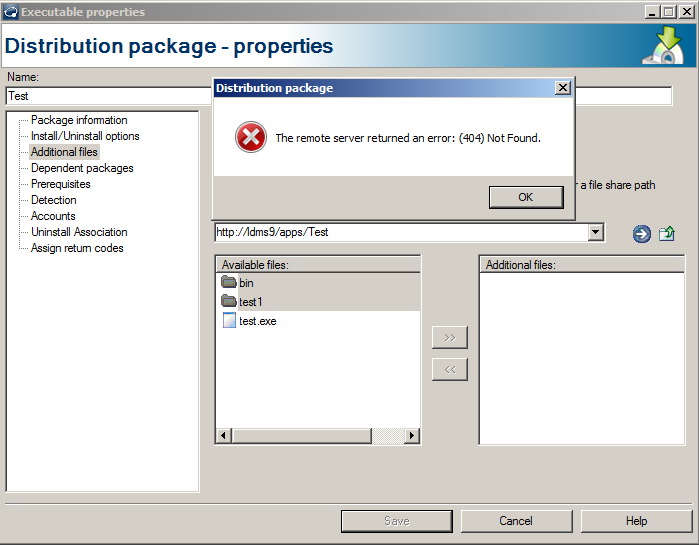 Executable properties
Distribution package - properties
Name:
Test
Distribution package
The remote server returned an error: (404) Not Found.
OK
Package information
Install/Uninstall options
Additional files
Dependent packages
Prerequisites
Detection
Accounts
Uninstall Association
Assign return codes
r a file share path
http://ldms9/apps/Test
Available files:
bin
test1
test.exe
>>
<<
Additional files:
Save
Cancel
Help